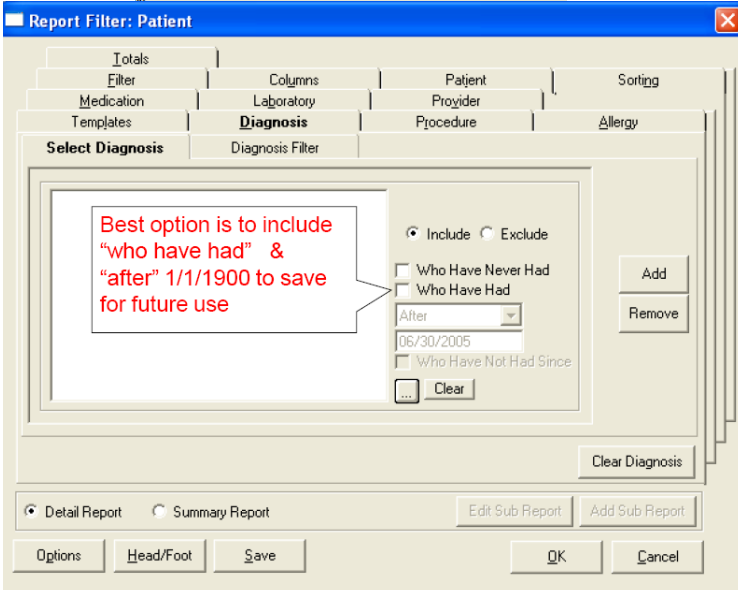 Report Filter: Patient
Totals
Filter Columns Patient Sorting
Medication Laboratory Provider
Templates Diagnosis Procedure Allergy
Select Diagnosis Diagnosis Filter
Best option is to include
“who have had” &
“after” 1/1/1900 to save
for future use
Include Exclude
Who Have Never Had
Who Have Had
After
06/30/2005
Who Have Not Had Since
... Clear
Add
Remove
Clear Diagnosis
Detail Report Summary Report Edit Sub Report Add Sub Report
Options Head/Foot Save OK Cancel